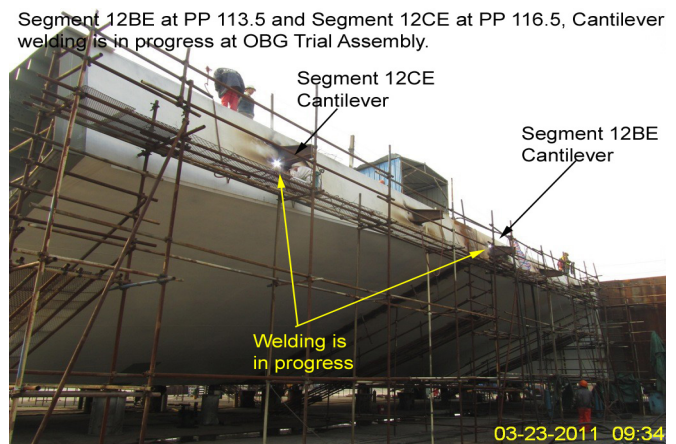 Segment 12BE at PP 113.5 and Segment 12CE at PP 116.5, Cantilever
welding is in progress at OBG Trial Assembly.
Segment 12CE
Cantilever
Segment 12BE
Cantilever
Welding is
in progress
03-23-2011 09:34